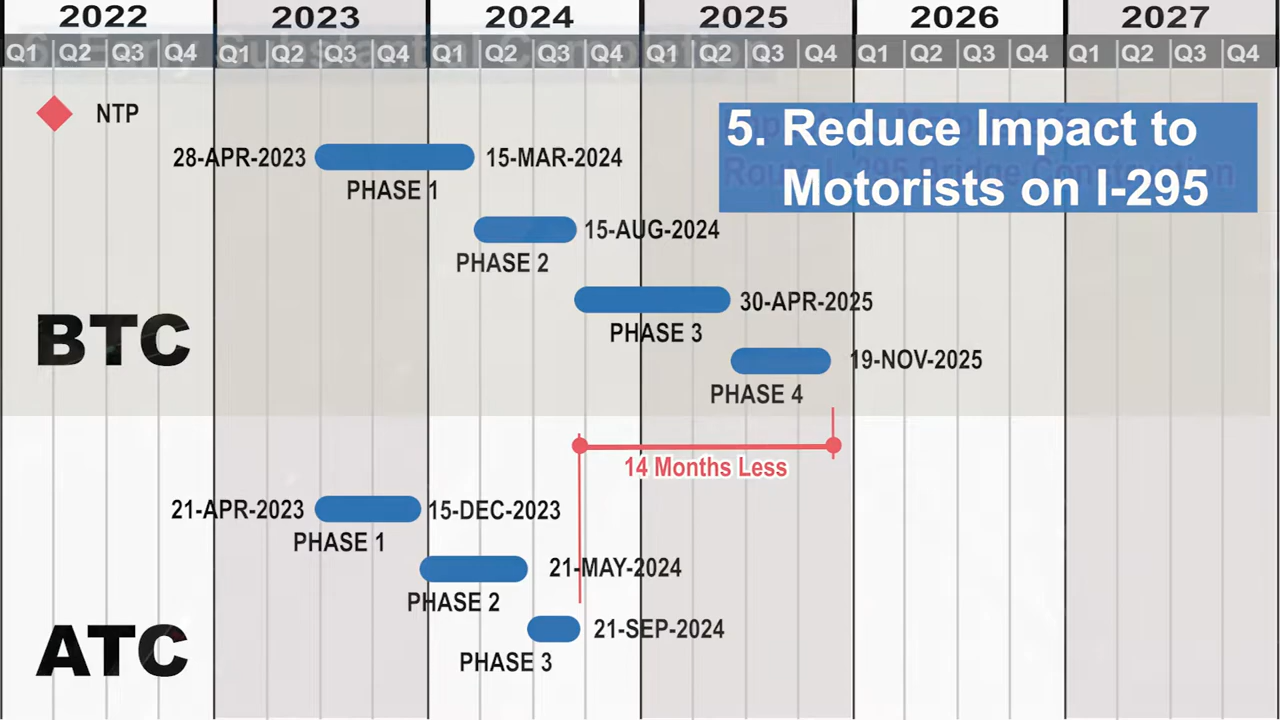 2022 2023 2024 2025 2026 2027
Q1 Q2 Q3 Q4 Q1 Q2 Q3 Q4 Q1 Q2 Q3 Q4 Q1 Q2 Q3 Q4 Q1 Q2 Q3 Q4 Q1 Q2 Q3 Q4
6. Early Substantial Completion
NTP
5. Reduce Impact to
Motorists on I-295
28-APR-2023 15-MAR-2024
PHASE 1
15-AUG-2024
PHASE 2
30-APR-2025
PHASE 3
BTC
19-NOV-2025
PHASE 4
14 Months Less
21-APR-2023 15-DEC-2023
PHASE 1
21-MAY-2024
PHASE 2
21-SEP-2024
PHASE 3
ATC